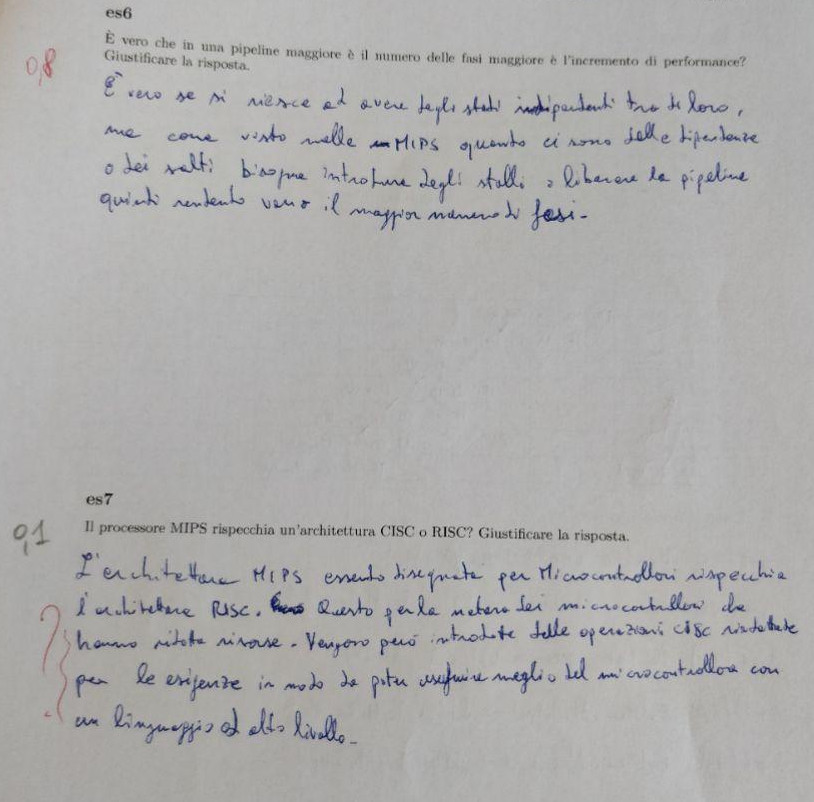 es6
È vero che in una pipeline maggiore è il numero delle fasi maggiore è l'incremento di performance?
Giustificare la risposta.
0,8
È vero se si riesce ad avere degli stadi indipendenti tra di loro,
ma come visto nella MIPS quando ci sono delle dipendenze
o dei salti bisogna introdurre degli stalli o liberare la pipeline
quindi rendendo vano il maggior numero di fasi.
es7
Il processore MIPS rispecchia un'architettura CISC o RISC? Giustificare la risposta.
0,1
L'architettura MIPS essendo disegnata per Microcontrollori rispecchia
l'architettura RISC. Questo per la natura dei microcontrollori che
?
hanno ridotte risorse. Vengono però introdotte delle operazioni CISC riadattate
per le esigenze in modo da poter usufruire meglio del microcontrollore con
un linguaggio ad alto livello.